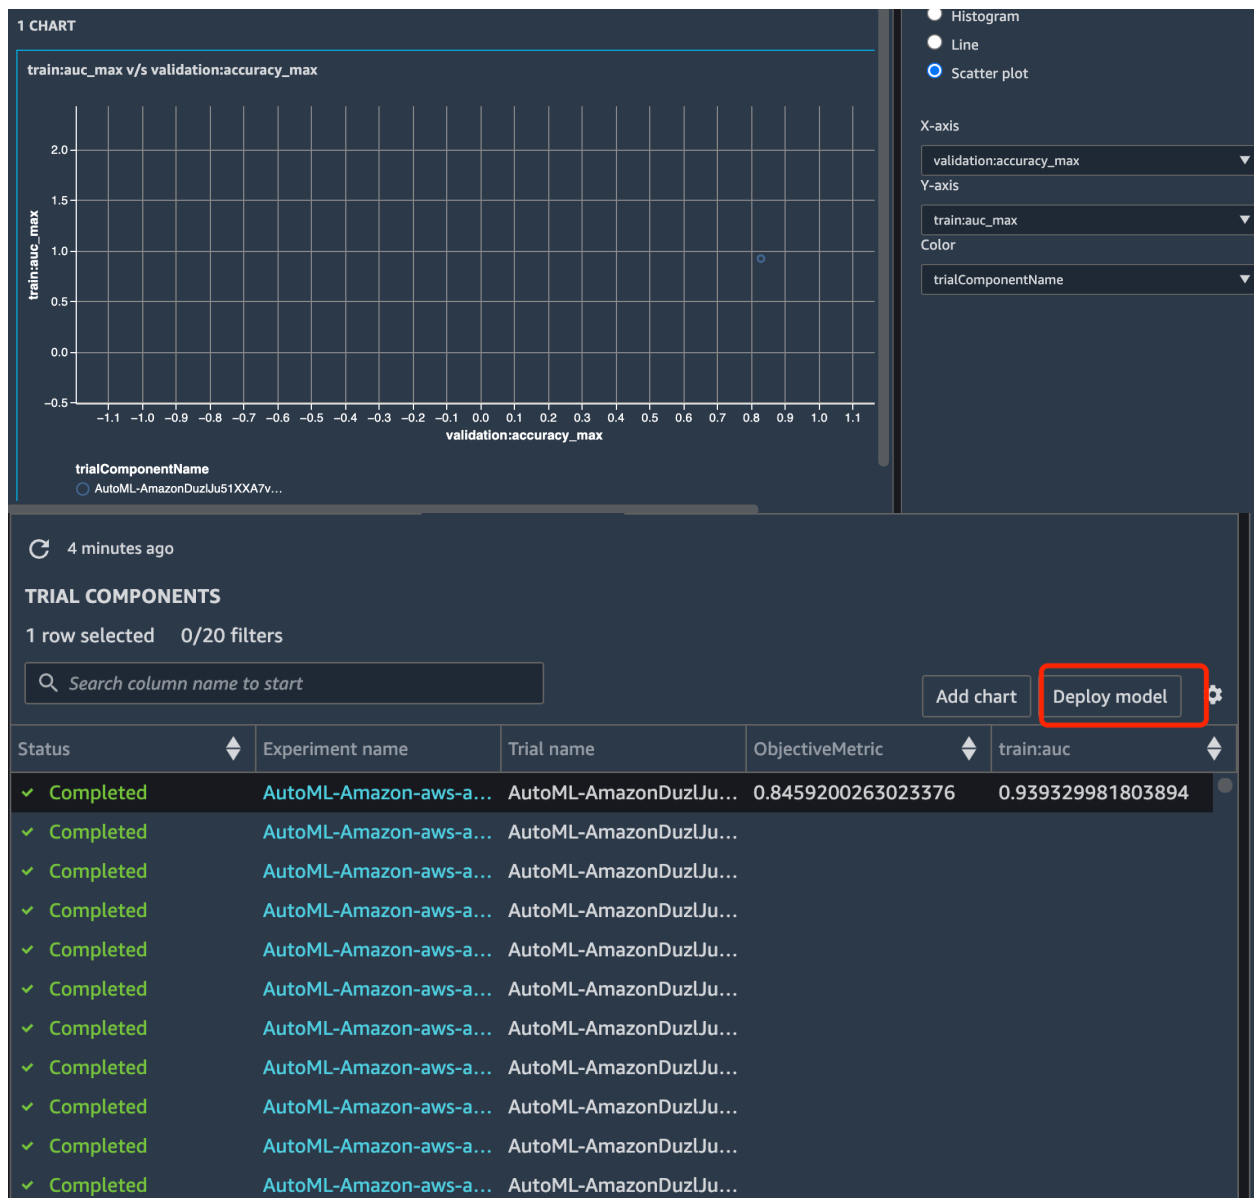 1 CHART
train:auc_max v/s validation:accuracy_max
2.0
1.5
1.0
0.5
0.0
−0.5
train:auc_max
−1.1 −1.0 −0.9 −0.8 −0.7 −0.6 −0.5 −0.4 −0.3 −0.2 −0.1 0.0 0.1 0.2 0.3 0.4 0.5 0.6 0.7 0.8 0.9 1.0 1.1
validation:accuracy_max
trialComponentName
AutoML-AmazonDuzlJu51XXA7v...
Histogram
Line
Scatter plot
X-axis
validation:accuracy_max
Y-axis
train:auc_max
Color
trialComponentName
4 minutes ago
TRIAL COMPONENTS
1 row selected 0/20 filters
Search column name to start
Add chart Deploy model
Status Experiment name Trial name ObjectiveMetric train:auc
Completed AutoML-Amazon-aws-a... AutoML-AmazonDuzlJu... 0.8459200263023376 0.939329981803894
Completed AutoML-Amazon-aws-a... AutoML-AmazonDuzlJu...
Completed AutoML-Amazon-aws-a... AutoML-AmazonDuzlJu...
Completed AutoML-Amazon-aws-a... AutoML-AmazonDuzlJu...
Completed AutoML-Amazon-aws-a... AutoML-AmazonDuzlJu...
Completed AutoML-Amazon-aws-a... AutoML-AmazonDuzlJu...
Completed AutoML-Amazon-aws-a... AutoML-AmazonDuzlJu...
Completed AutoML-Amazon-aws-a... AutoML-AmazonDuzlJu...
Completed AutoML-Amazon-aws-a... AutoML-AmazonDuzlJu...
Completed AutoML-Amazon-aws-a... AutoML-AmazonDuzlJu...
Completed AutoML-Amazon-aws-a... AutoML-AmazonDuzlJu...